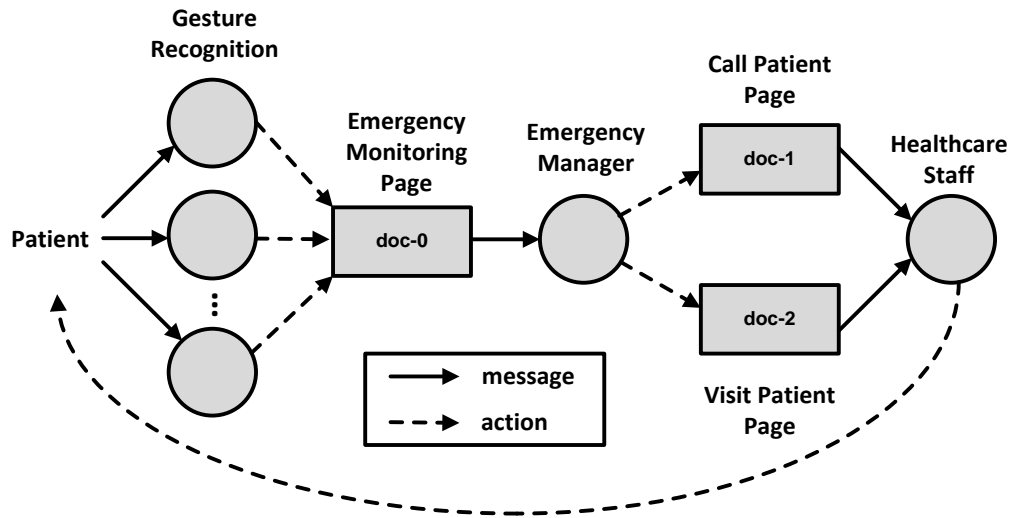 Gesture
Recognition
Patient
Emergency
Monitoring
Page
doc-0
Emergency
Manager
Call Patient
Page
doc-1
doc-2
Visit Patient
Page
Healthcare
Staff
message
action